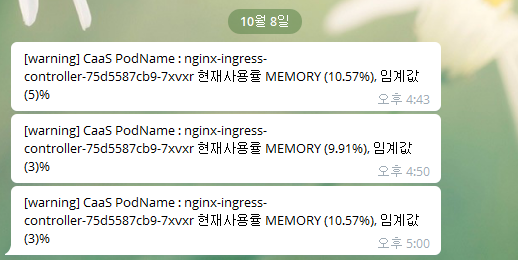 10월 8일
[warning] CaaS PodName : nginx-ingress-
controller-75d5587cb9-7xvxr 현재사용률 MEMORY (10.57%), 임계값
(5)%
오후 4:43
[warning] CaaS PodName : nginx-ingress-
controller-75d5587cb9-7xvxr 현재사용률 MEMORY (9.91%), 임계값
(3)%
오후 4:50
[warning] CaaS PodName : nginx-ingress-
controller-75d5587cb9-7xvxr 현재사용률 MEMORY (10.57%), 임계값
(3)%
오후 5:00